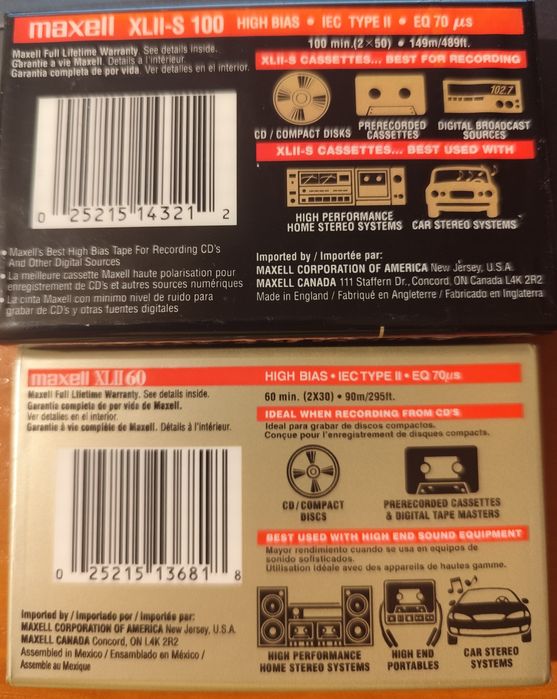 maxell XLII-S 100 HIGH BIAS • IEC TYPE II • EQ 70 µs
Maxell Full Lifetime Warranty. See details inside.
Garantie à vie Maxell. Détails à l'intérieur.
Garantía completa de por vida. Ver detalles en el interior.
100 min.(2×50) • 149m/489ft.
XLII-S CASSETTES... BEST FOR RECORDING
102.7
CD / COMPACT DISKS
PRERECORDED
CASSETTES
DIGITAL BROADCAST
SOURCES
XLII-S CASSETTES... BEST USED WITH
HIGH PERFORMANCE
HOME STEREO SYSTEMS
CAR STEREO SYSTEMS
0 25215 14321 2
• Maxell's Best High Bias Tape For Recording CD's
And Other Digital Sources
• La meilleure cassette Maxell haute polarisation pour
enregistrement de CD's et autres sources numériques
• La cinta Maxell con minimo nivel de ruido para
grabar de CD's y otras fuentes digitales
Imported by / Importée par:
MAXELL CORPORATION OF AMERICA New Jersey, U.S.A.
MAXELL CANADA 111 Staffern Dr., Concord, ON Canada L4K 2R2
Made in England / Fabriqué en Angleterre / Fabricado en Inglaterra
maxell XLII 60 HIGH BIAS • IEC TYPE II • EQ 70µs
Maxell Full Lifetime Warranty. See details inside.
Garantía completa de por vida de Maxell.
Ver detalles en el interior.
Garantie à vie complète de Maxell. Détails à l'intérieur.
60 min. (2X30) • 90m/295ft.
IDEAL WHEN RECORDING FROM CD'S
Ideal para grabar de discos compactos.
Conçue pour l'enregistrement de disques compacts.
CD/COMPACT
DISCS
PRERECORDED CASSETTES
& DIGITAL TAPE MASTERS
BEST USED WITH HIGH END SOUND EQUIPMENT
Mayor rendimiento cuando se usa en equipos de
sonido sofisticados.
Utilisation idéale avec des appareils de hautes gamme.
HIGH PERFORMANCE
HOME STEREO SYSTEMS
HIGH END
PORTABLES
CAR STEREO
SYSTEMS
0 25215 13681 8
Imported by / Importado por / Importée par:
MAXELL CORPORATION OF AMERICA New Jersey, U.S.A.
MAXELL CANADA Concord, ON L4K 2R2
Assembled in Mexico / Ensamblado en México /
Assemble au Mexique